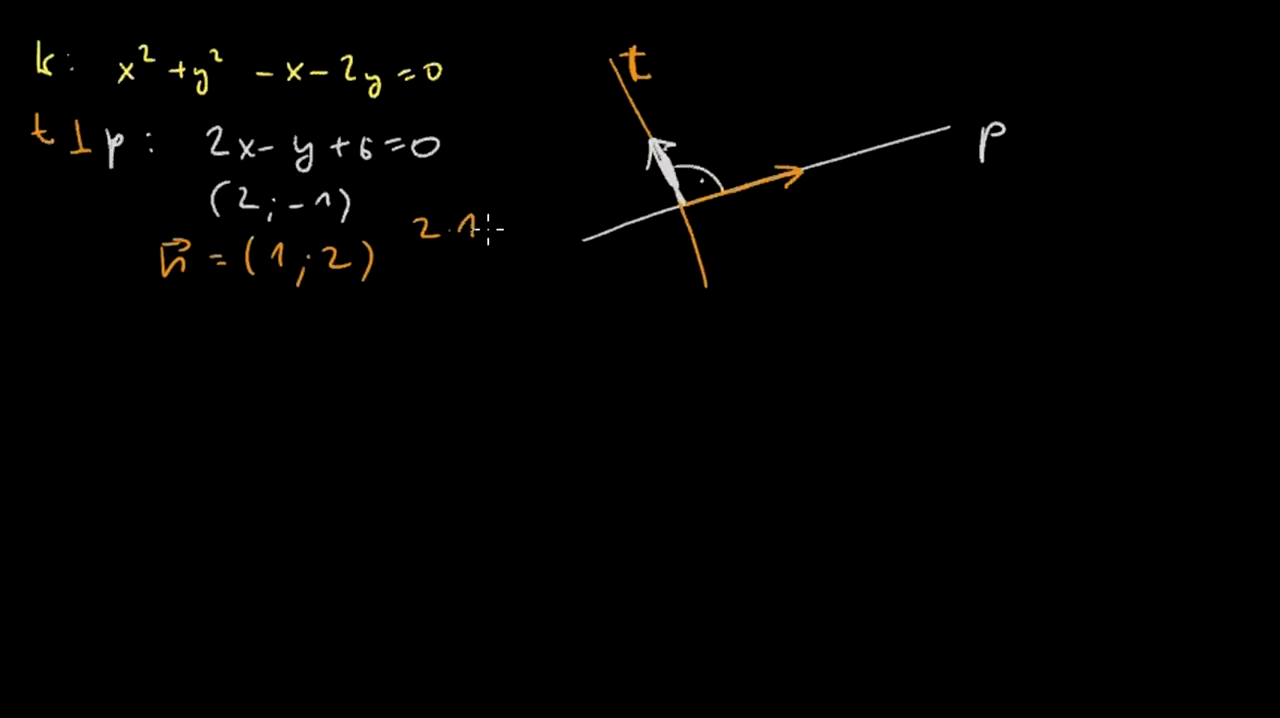 k: x² + y² - x - 2y = 0
t ⊥ p: 2x - y + 6 = 0
(2; -1)
n⃗ = (1; 2) 2·1
t
p